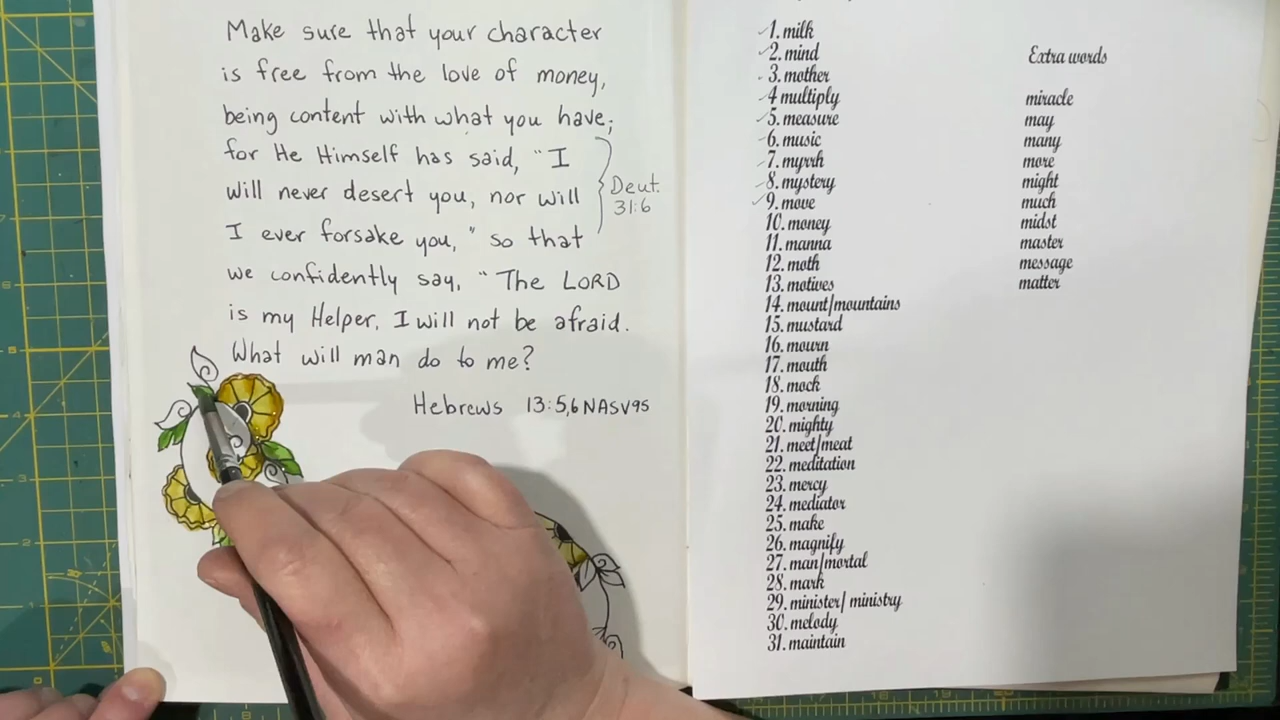 Make sure that your character
is free from the love of money,
being content with what you have;
for He Himself has said, "I
will never desert you, nor will
I ever forsake you," so that
we confidently say, "The LORD
is my Helper, I will not be afraid.
What will man do to me?
Deut.
31:6
Hebrews 13:5,6 NASV95
1. milk
2. mind
3. mother
4 multiply
5. measure
6. music
7. myrrh
8. mystery
9. move
10. money
11. manna
12. moth
13. motives
14. mount/mountains
15. mustard
16. mourn
17. mouth
18. mock
19. morning
20. mighty
21. meet/meat
22. meditation
23. mercy
24. mediator
25. make
26. magnify
27. man/mortal
28. mark
29. minister/ ministry
30. melody
31. maintain
Extra words
miracle
may
many
more
might
much
midst
master
message
matter